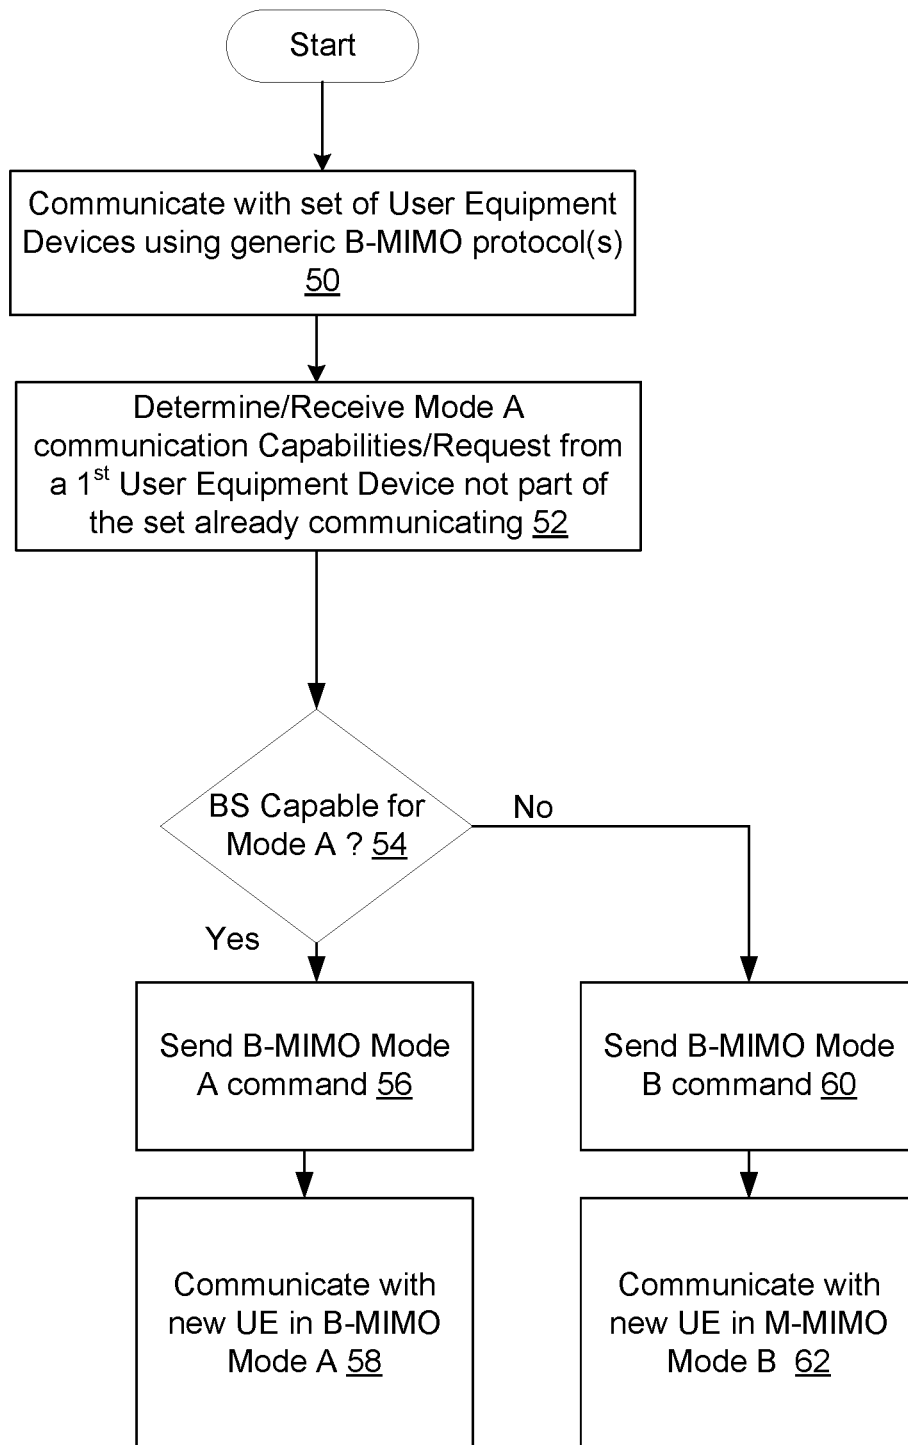 Start
Communicate with set of User Equipment
Devices using generic B-MIMO protocol(s)
50
Determine/Receive Mode A
communication Capabilities/Request from
a 1st User Equipment Device not part of
the set already communicating 52
BS Capable for
Mode A ? 54
No
Yes
Send B-MIMO Mode
A command 56
Send B-MIMO Mode
B command 60
Communicate with
new UE in B-MIMO
Mode A 58
Communicate with
new UE in M-MIMO
Mode B 62